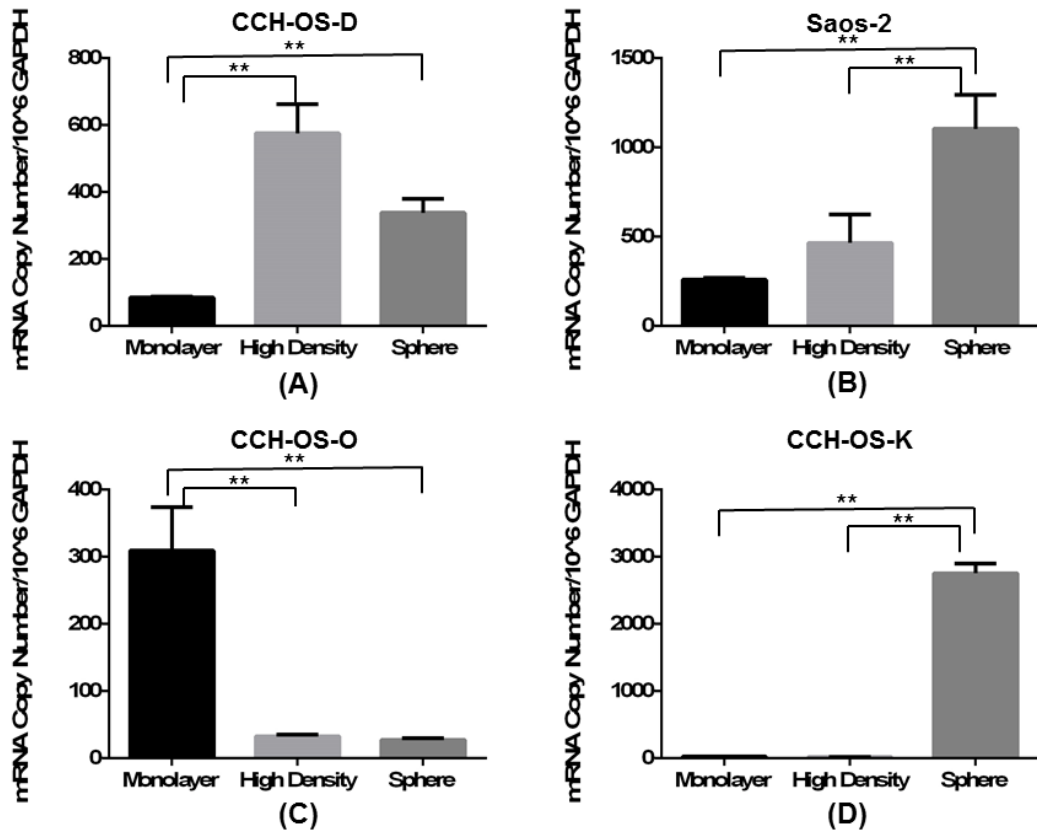 CCH-OS-D
mRNA Copy Number/10^6 GAPDH
800
600
400
200
0
**
**
Monolayer High Density Sphere
(A)
Saos-2
mRNA Copy Number/10^6 GAPDH
1500
1000
500
0
**
**
Monolayer High Density Sphere
(B)
CCH-OS-O
mRNA Copy Number/10^6 GAPDH
400
300
200
100
0
**
**
Monolayer High Density Sphere
(C)
CCH-OS-K
mRNA Copy Number/10^6 GAPDH
4000
3000
2000
1000
0
**
**
Monolayer High Density Sphere
(D)